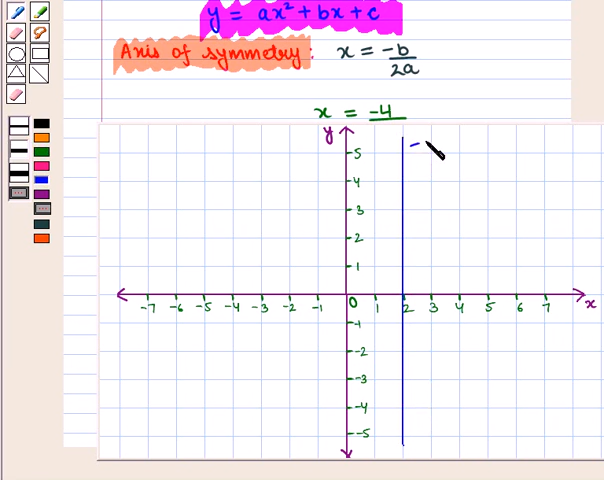 y = ax² + bx + c
Axis of symmetry : x = -b
2a
x = -4
y
5
4
3
2
1
-7 -6 -5 -4 -3 -2 -1 0 1 2 3 4 5 6 7 x
-1
-2
-3
-4
-5